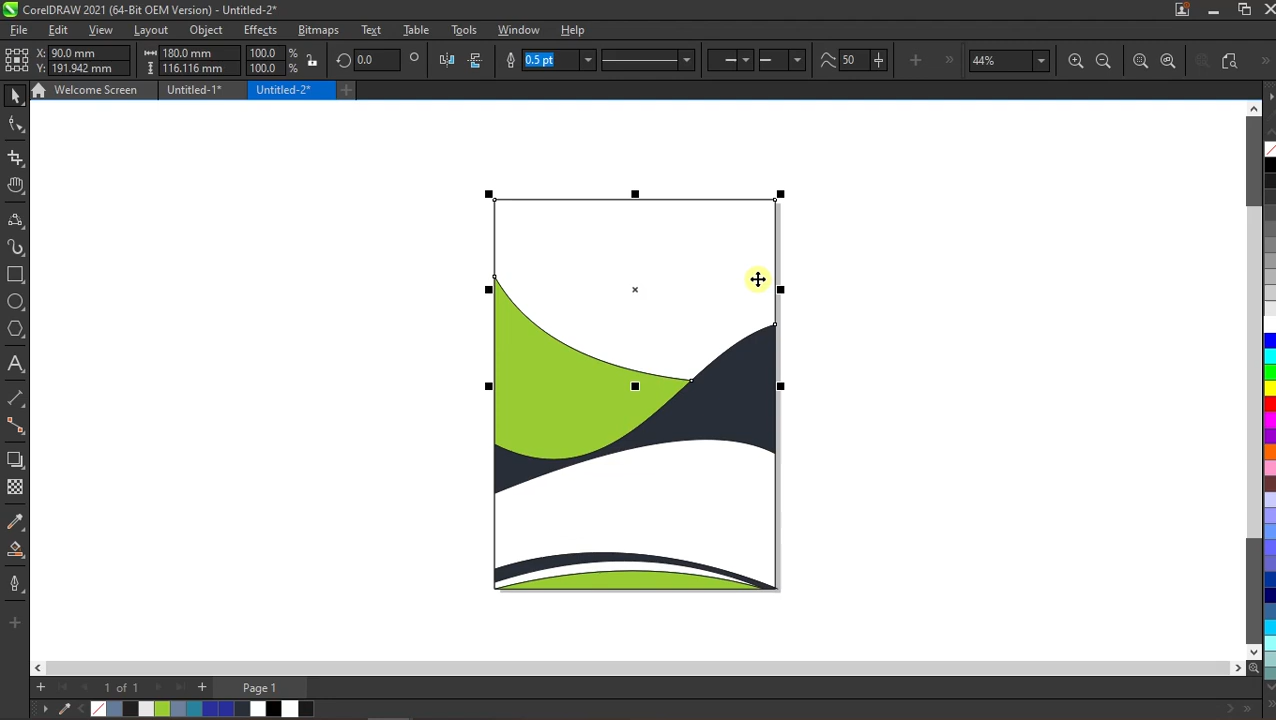 CorelDRAW 2021 (64-Bit OEM Version) - Untitled-2*
File Edit View Layout Object Effects Bitmaps Text Table Tools Window Help
X: 90.0 mm 180.0 mm 100.0 % 0.0 0.5 pt 50 44%
Y: 191.942 mm 116.116 mm 100.0 %
Welcome Screen Untitled-1* Untitled-2*
1 of 1 Page 1